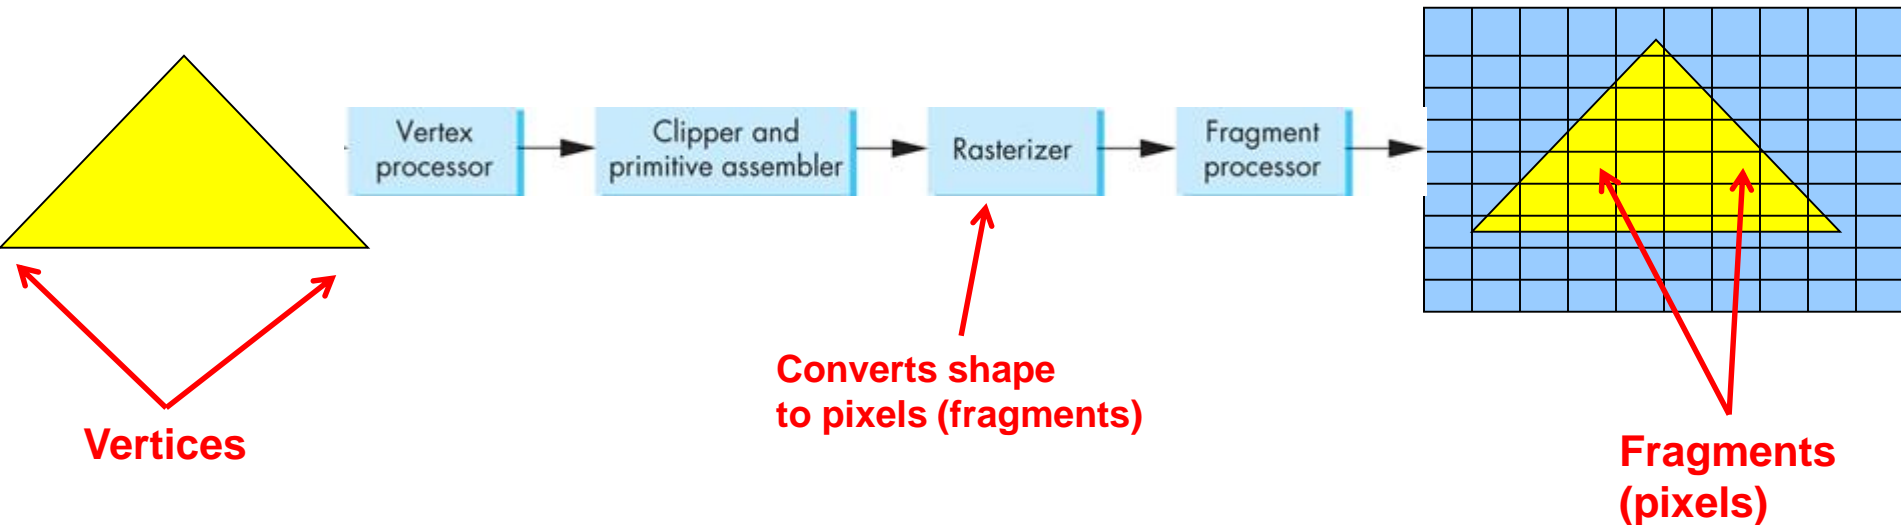 Vertex
processor
Clipper and
primitive assembler
Rasterizer
Fragment
processor
Converts shape
to pixels (fragments)
Vertices
Fragments
(pixels)